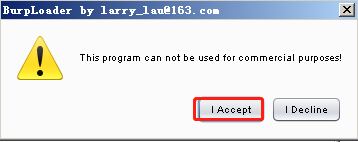 BurpLoader by larry_lau@163.com
This program can not be used for commercial purposes!
I Accept
I Decline